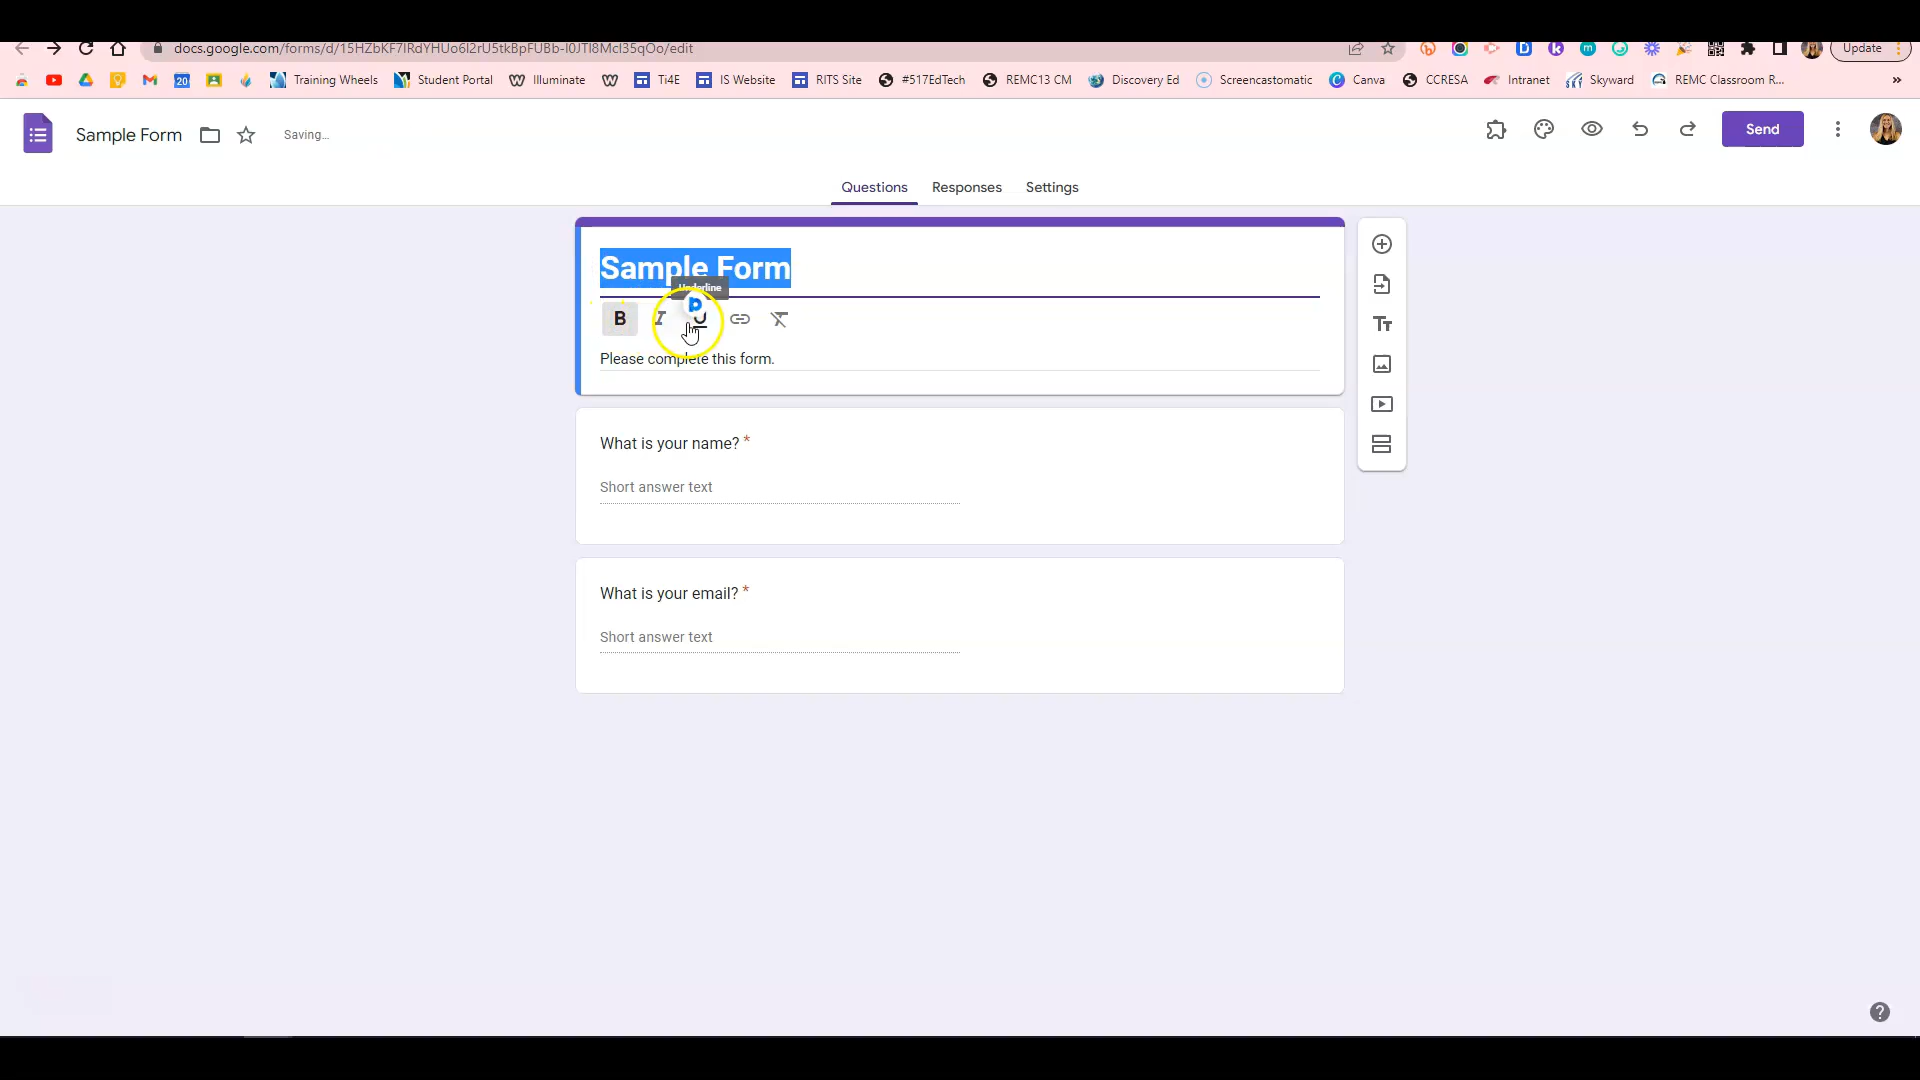 docs.google.com/forms/d/15HZbKF7lRdYHUo6l2rU5tkBpFUBb-I0JTl8Mcl35qOo/edit
Update
Training Wheels Student Portal Illuminate Ti4E IS Website RITS Site #517EdTech REMC13 CM Discovery Ed Screencastomatic Canva CCRESA Intranet Skyward REMC Classroom R... »
Sample Form Saving... Send
Questions Responses Settings
Sample Form
Underline
B I U
Please complete this form.
What is your name? *
Short answer text
What is your email? *
Short answer text